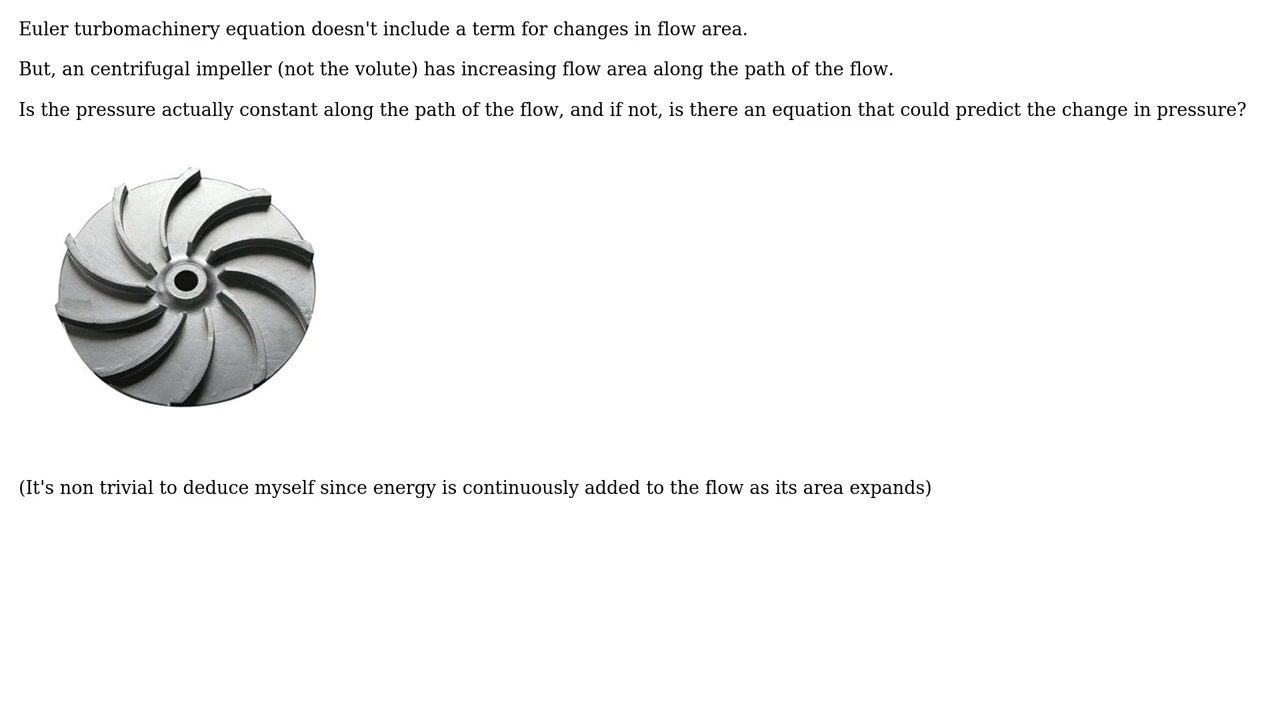 Euler turbomachinery equation doesn't include a term for changes in flow area.
But, an centrifugal impeller (not the volute) has increasing flow area along the path of the flow.
Is the pressure actually constant along the path of the flow, and if not, is there an equation that could predict the change in pressure?
(It's non trivial to deduce myself since energy is continuously added to the flow as its area expands)